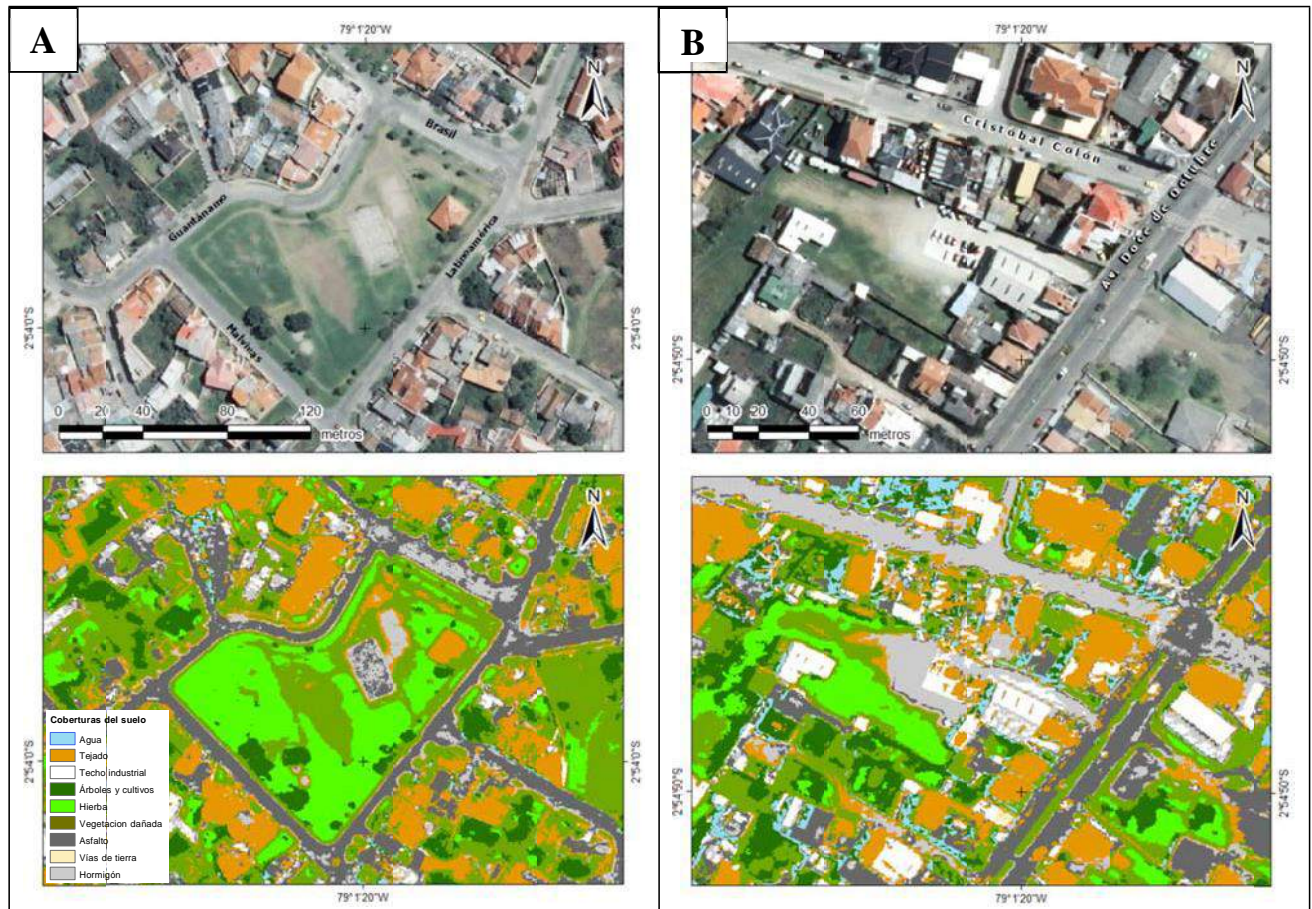 A
79°1'20"W
N
Brasil
Guantánamo
Latinoamérica
Malvinas
2°54'0"S
2°54'0"S
0 20 40 80 120
metros
N
Coberturas del suelo
Agua
Tejado
Techo industrial
Árboles y cultivos
Hierba
Vegetacion dañada
Asfalto
Vías de tierra
Hormigón
2°54'0"S
2°54'0"S
79°1'20"W
B
79°1'20"W
N
Cristóbal Colón
Av. Doce de Octubre
2°54'50"S
2°54'50"S
0 10 20 40 60
metros
N
2°54'50"S
2°54'50"S
79°1'20"W